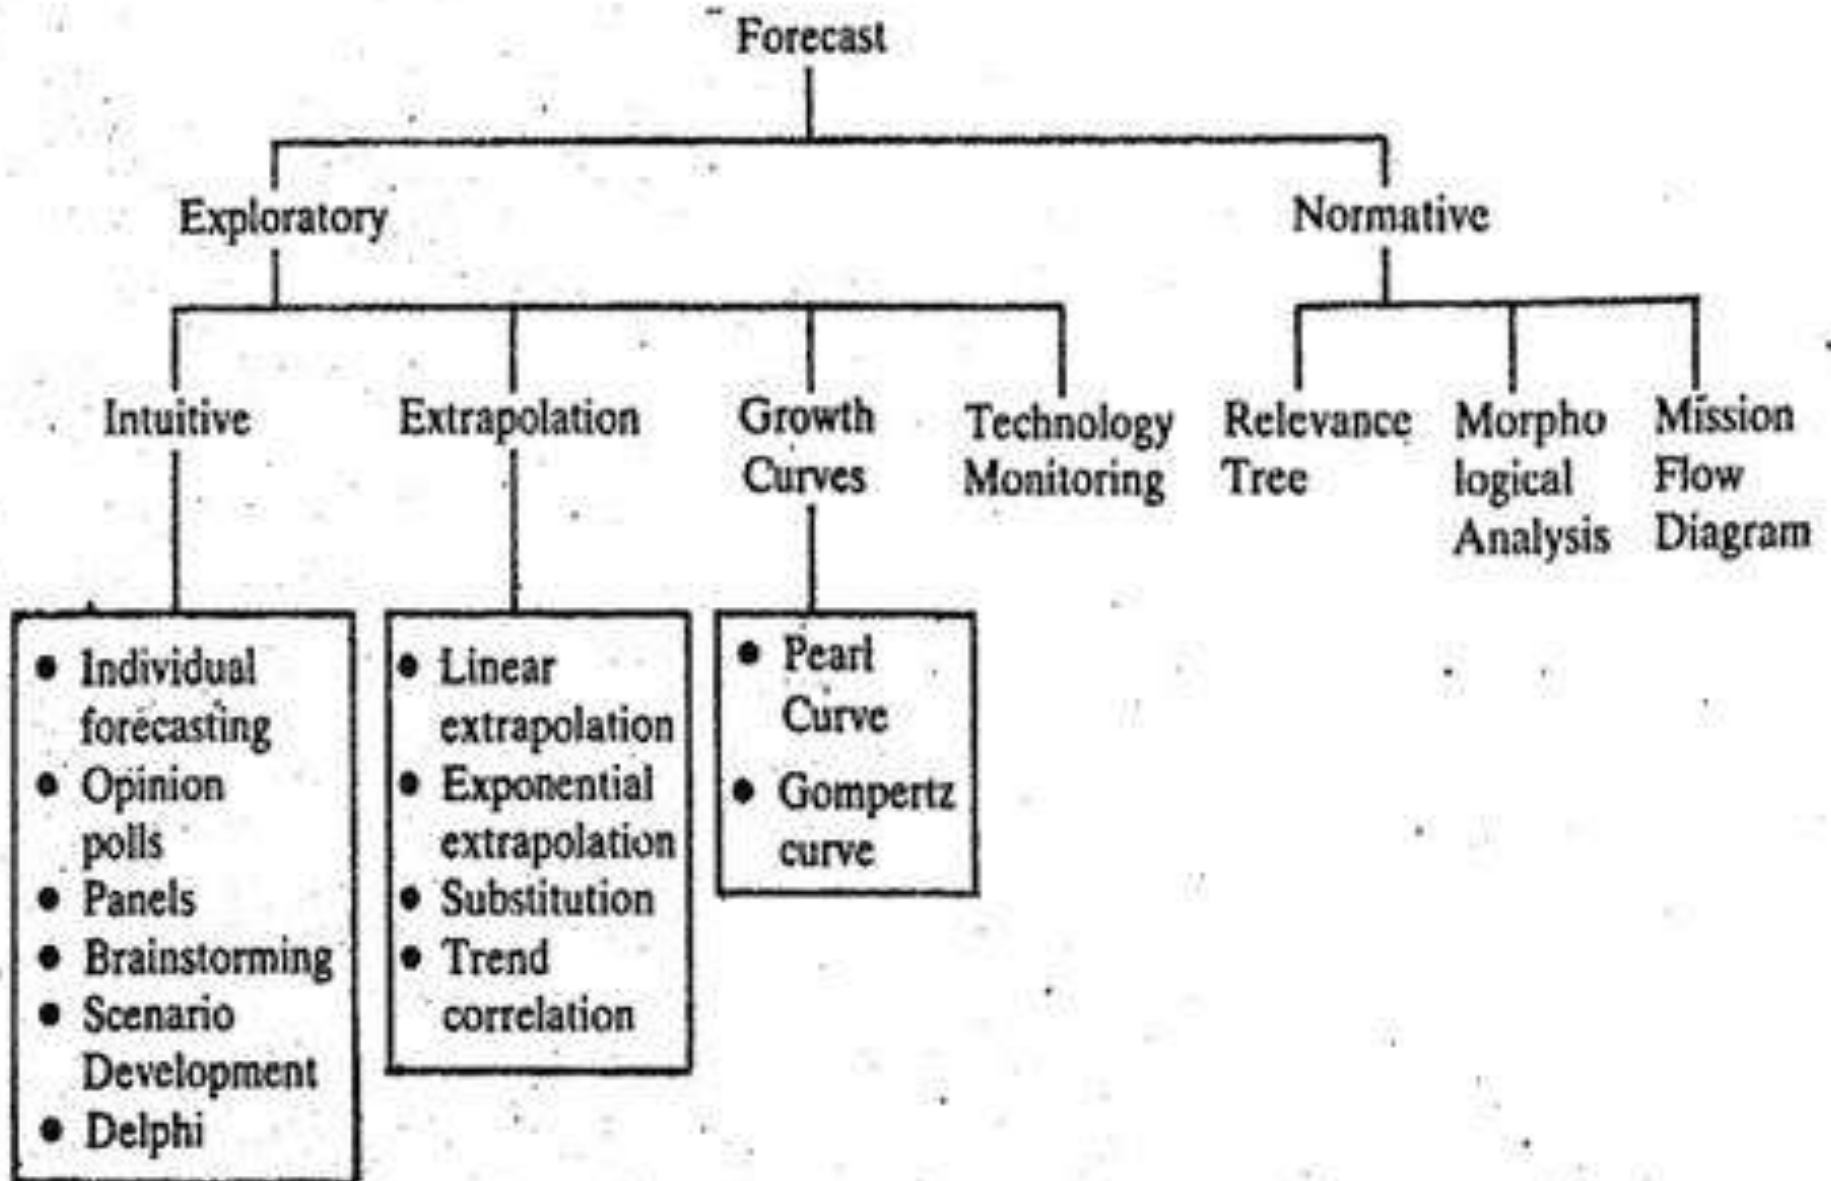 Forecast
Exploratory
Normative
Intuitive
Extrapolation
Growth
Curves
Technology
Monitoring
Relevance
Tree
Morpho
logical
Analysis
Mission
Flow
Diagram
● Individual
forecasting
● Opinion
polls
● Panels
● Brainstorming
● Scenario
Development
● Delphi
● Linear
extrapolation
● Exponential
extrapolation
● Substitution
● Trend
correlation
● Pearl
Curve
● Gompertz
curve